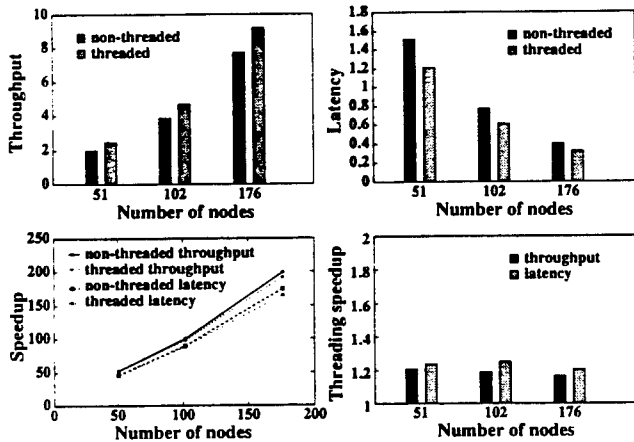 10
8
6
4
2
0
Throughput
non-threaded
threaded
51 102 176
Number of nodes
1.8
1.6
1.4
1.2
1
0.8
0.6
0.4
0.2
0
Latency
non-threaded
threaded
51 102 176
Number of nodes
250
200
150
100
50
0
Speedup
non-threaded throughput
threaded throughput
non-threaded latency
threaded latency
0 50 100 150 200
Number of nodes
2
1.8
1.6
1.4
1.2
1
Threading speedup
throughput
latency
51 102 176
Number of nodes